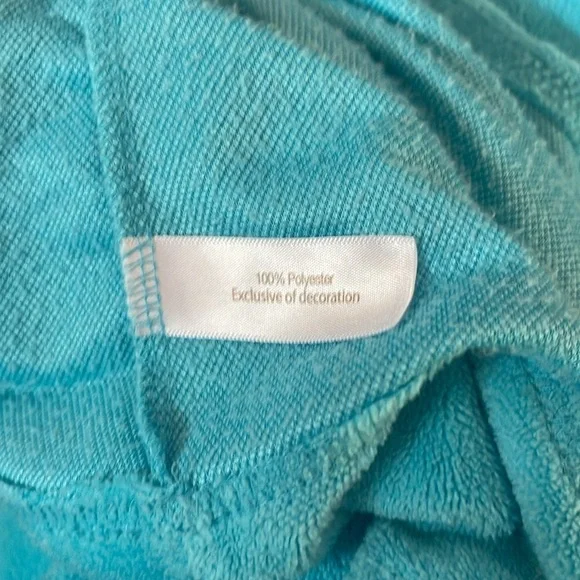 100% Polyester
Exclusive of decoration